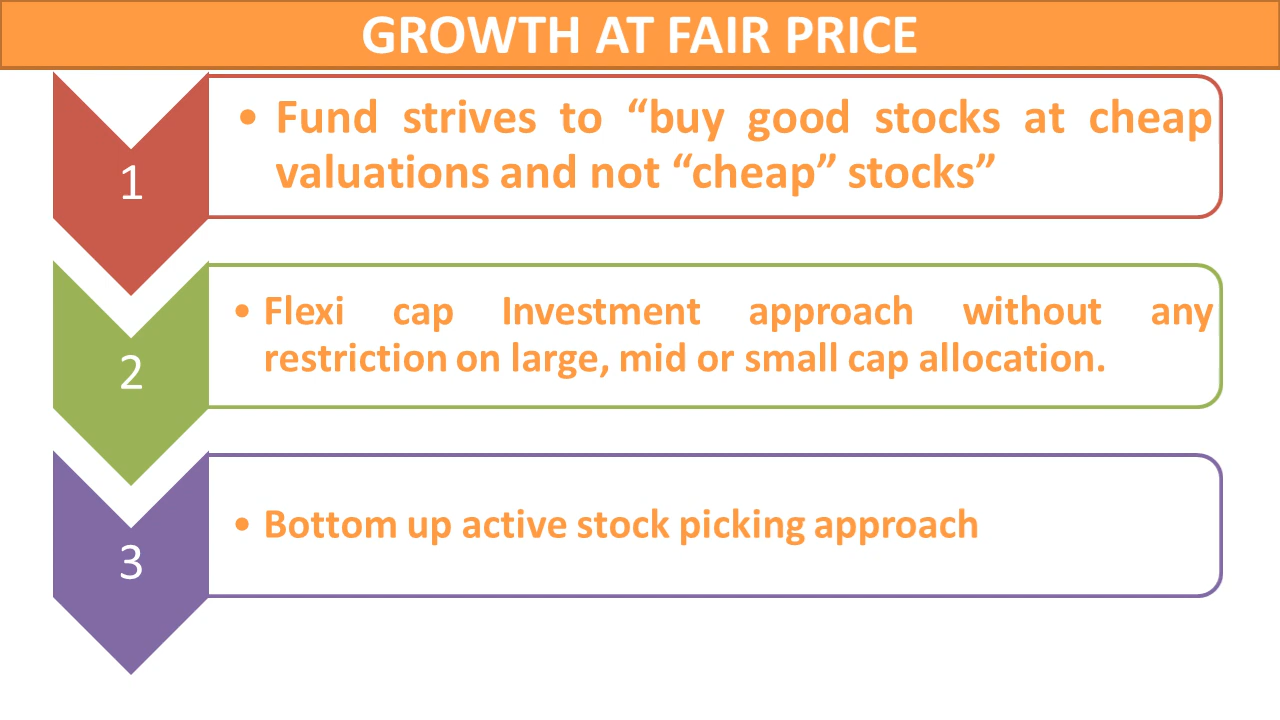 GROWTH AT FAIR PRICE
1
• Fund strives to “buy good stocks at cheap
valuations and not “cheap” stocks”
2
• Flexi cap Investment approach without any
restriction on large, mid or small cap allocation.
3
• Bottom up active stock picking approach